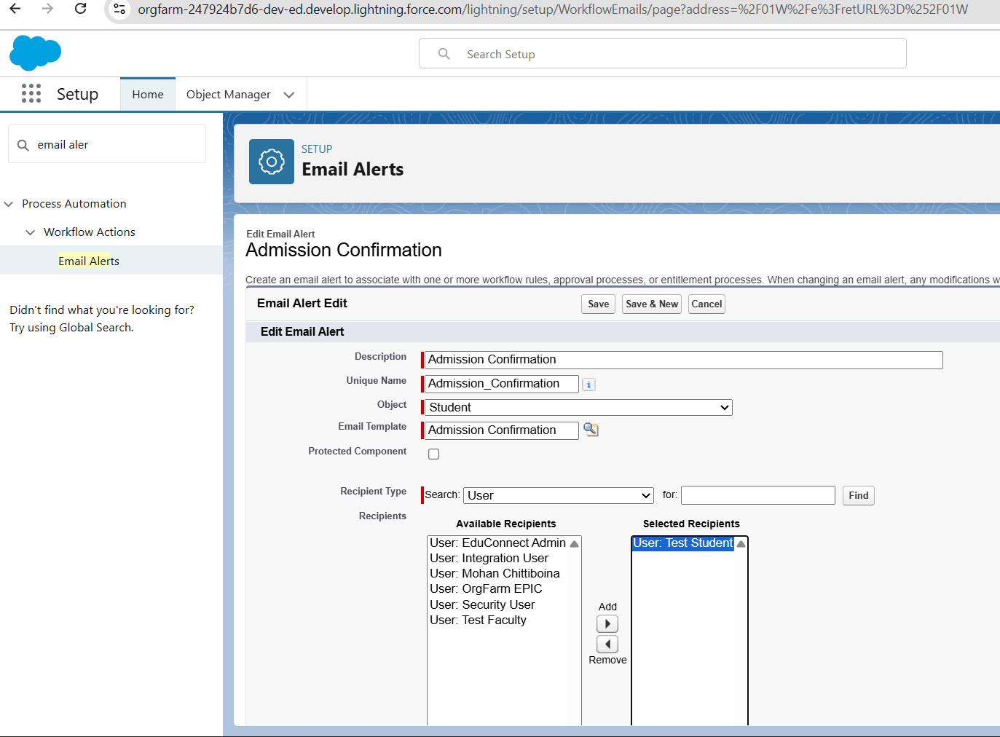 orgfarm-247924b7d6-dev-ed.develop.lightning.force.com/lightning/setup/WorkflowEmails/page?address=%2F01W%2Fe%3FretURL%3D%252F01W
Search Setup
Setup
Home
Object Manager
email aler
Process Automation
Workflow Actions
Email Alerts
Didn't find what you're looking for?
Try using Global Search.
SETUP
Email Alerts
Edit Email Alert
Admission Confirmation
Create an email alert to associate with one or more workflow rules, approval processes, or entitlement processes. When changing an email alert, any modifications w
Email Alert Edit
Save
Save & New
Cancel
Edit Email Alert
Description
Admission Confirmation
Unique Name
Admission_Confirmation
i
Object
Student
Email Template
Admission Confirmation
Protected Component
Recipient Type
Search:
User
for:
Find
Recipients
Available Recipients
User: EduConnect Admin
User: Integration User
User: Mohan Chittiboina
User: OrgFarm EPIC
User: Security User
User: Test Faculty
Add
Remove
Selected Recipients
User: Test Student